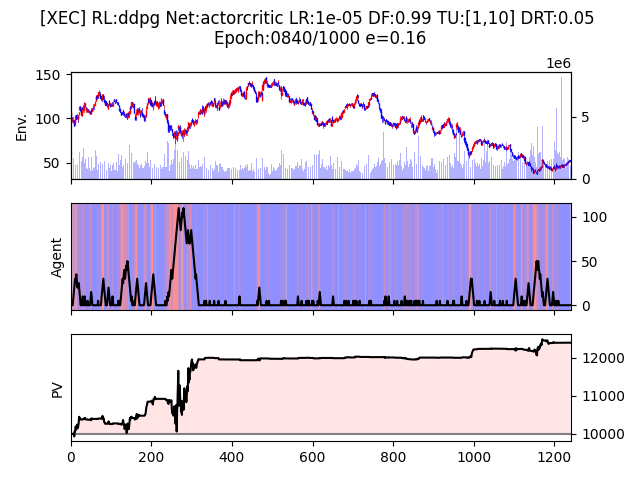 [XEC] RL:ddpg Net:actorcritic LR:1e-05 DF:0.99 TU:[1,10] DRT:0.05
Epoch:0840/1000 e=0.16
1e6
150
100
50
Env.
5
0
Agent
100
50
0
PV
12000
11000
10000
0 200 400 600 800 1000 1200